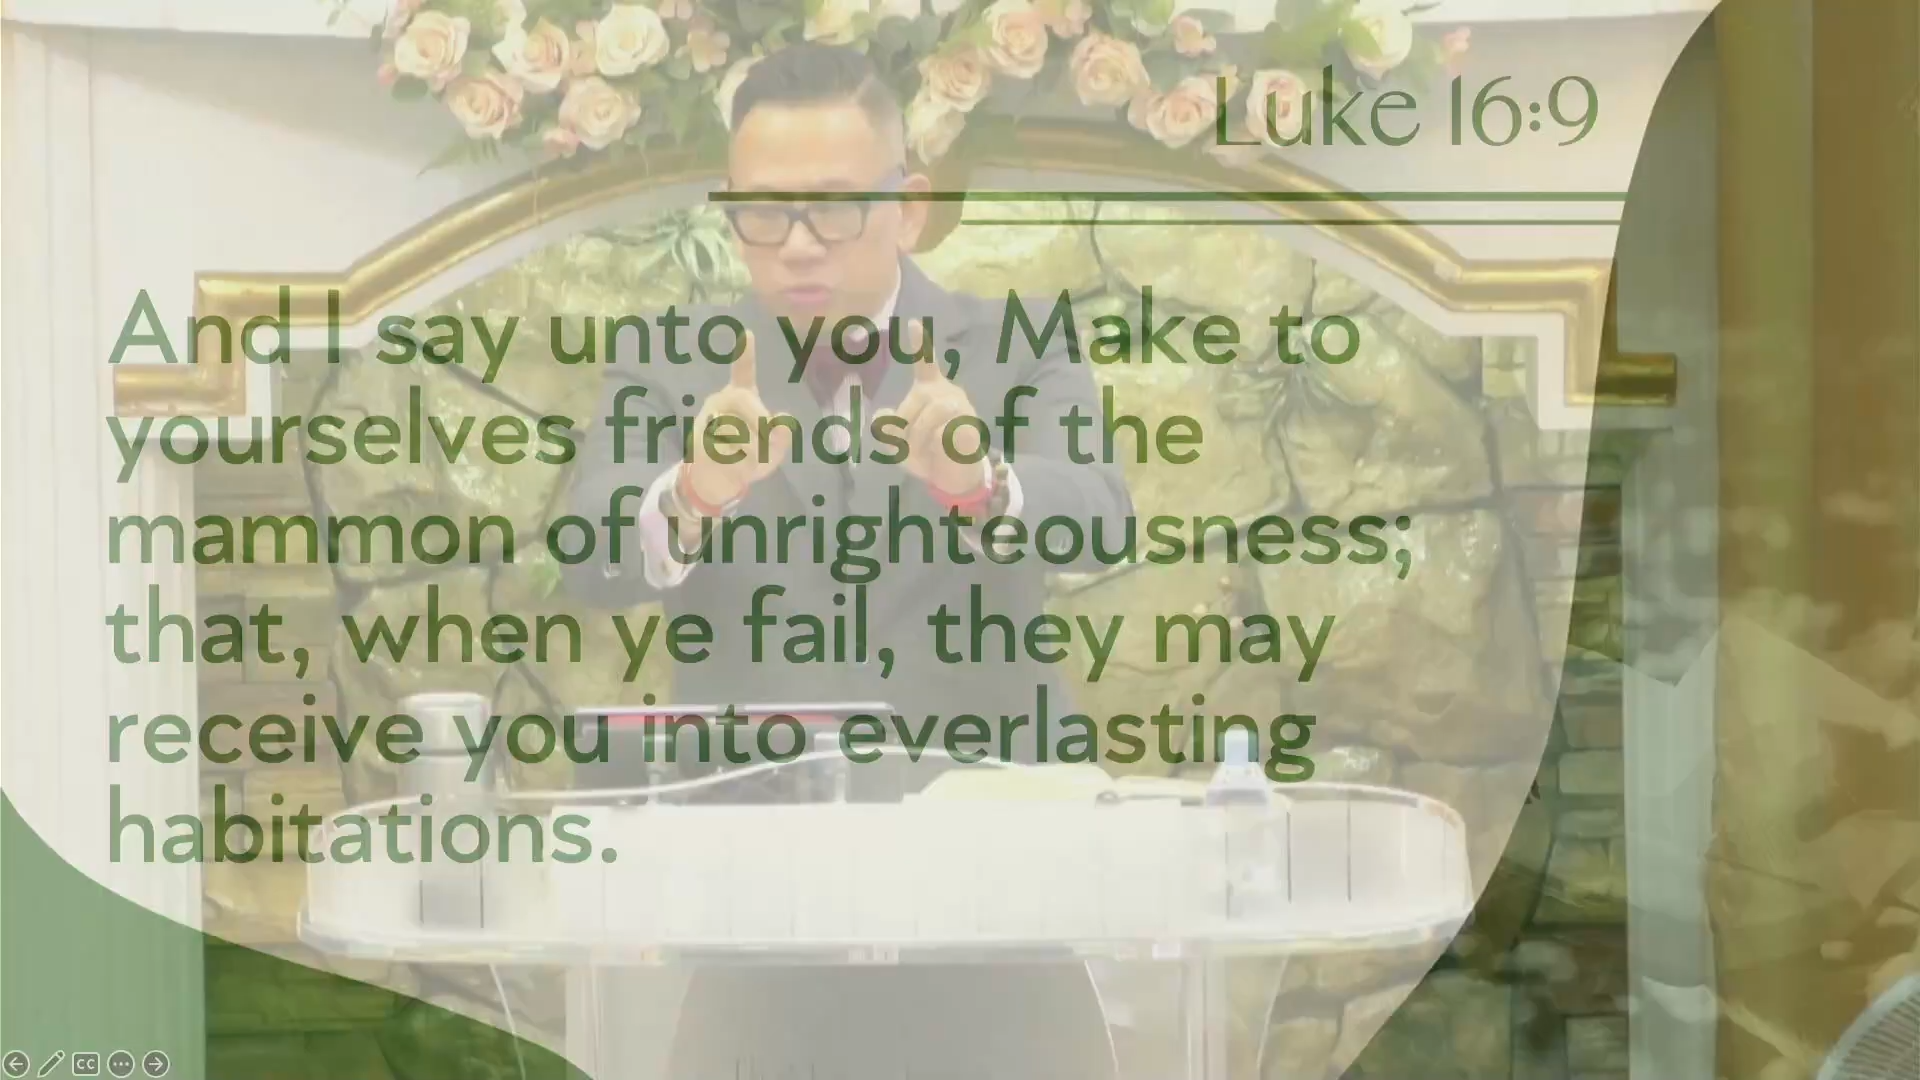 Luke 16:9
And I say unto you, Make to
yourselves friends of the
mammon of unrighteousness;
that, when ye fail, they may
receive you into everlasting
habitations.
CC